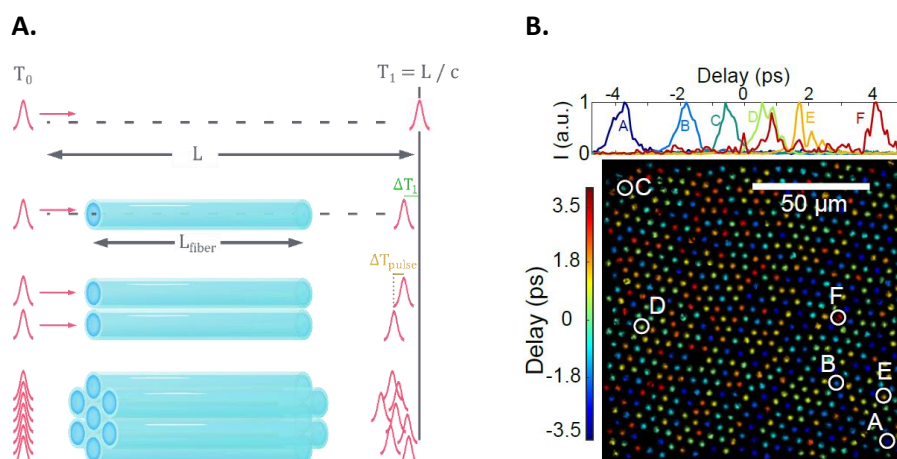 A.
T0
T1 = L / c
L
ΔT1
Lfiber
ΔTpulse
B.
Delay (ps)
-4 -2 0 2 4
1
0
I (a.u.)
A B C D E F
3.5
1.8
0
-1.8
-3.5
Delay (ps)
C
50 µm
D
F
B
E
A